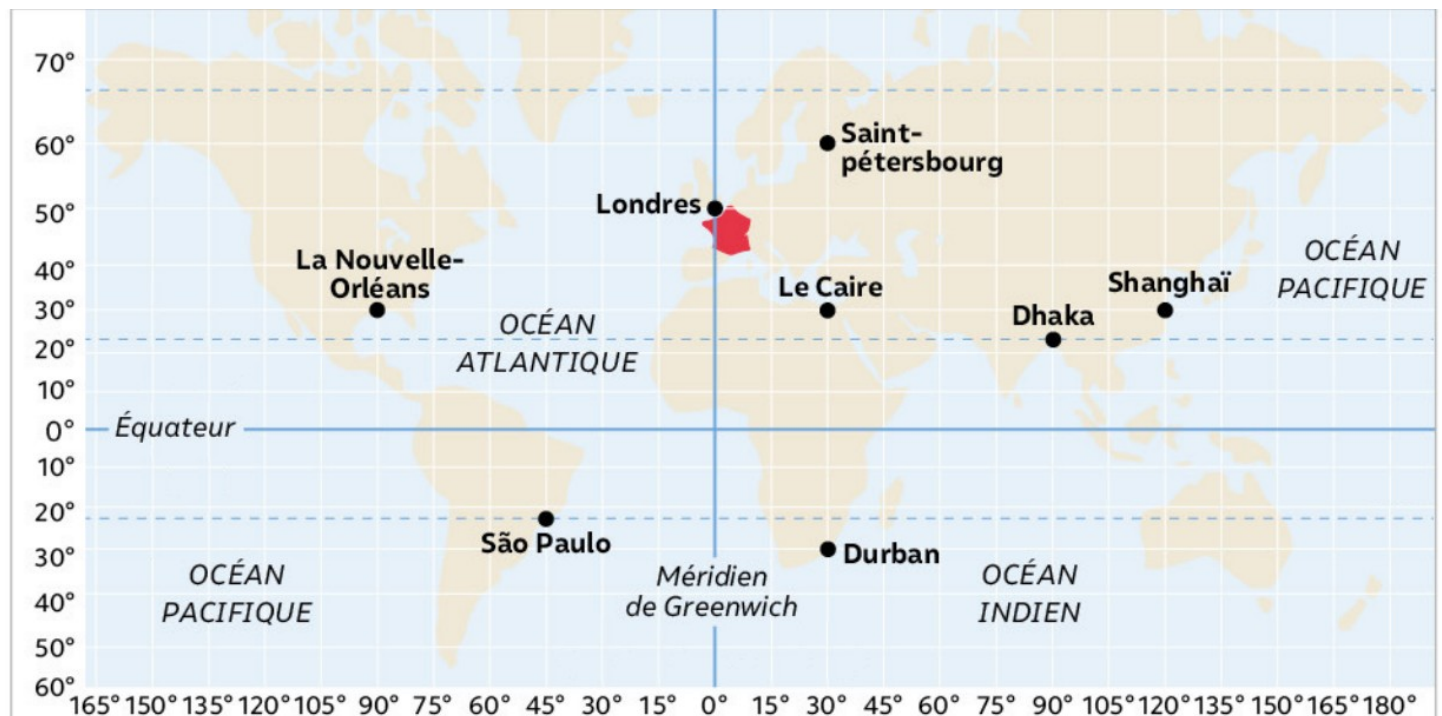 70°
60°
Saint-
pétersbourg
50°
Londres
40°
La Nouvelle-
Orléans
OCÉAN
PACIFIQUE
Le Caire
Shanghaï
30°
OCÉAN
ATLANTIQUE
Dhaka
20°
10°
0°
Équateur
10°
20°
São Paulo
30°
Durban
OCÉAN
PACIFIQUE
Méridien
de Greenwich
OCÉAN
INDIEN
40°
50°
60°
165° 150° 135° 120° 105° 90° 75° 60° 45° 30° 15° 0° 15° 30° 45° 60° 75° 90° 105° 120° 135° 150° 165° 180°